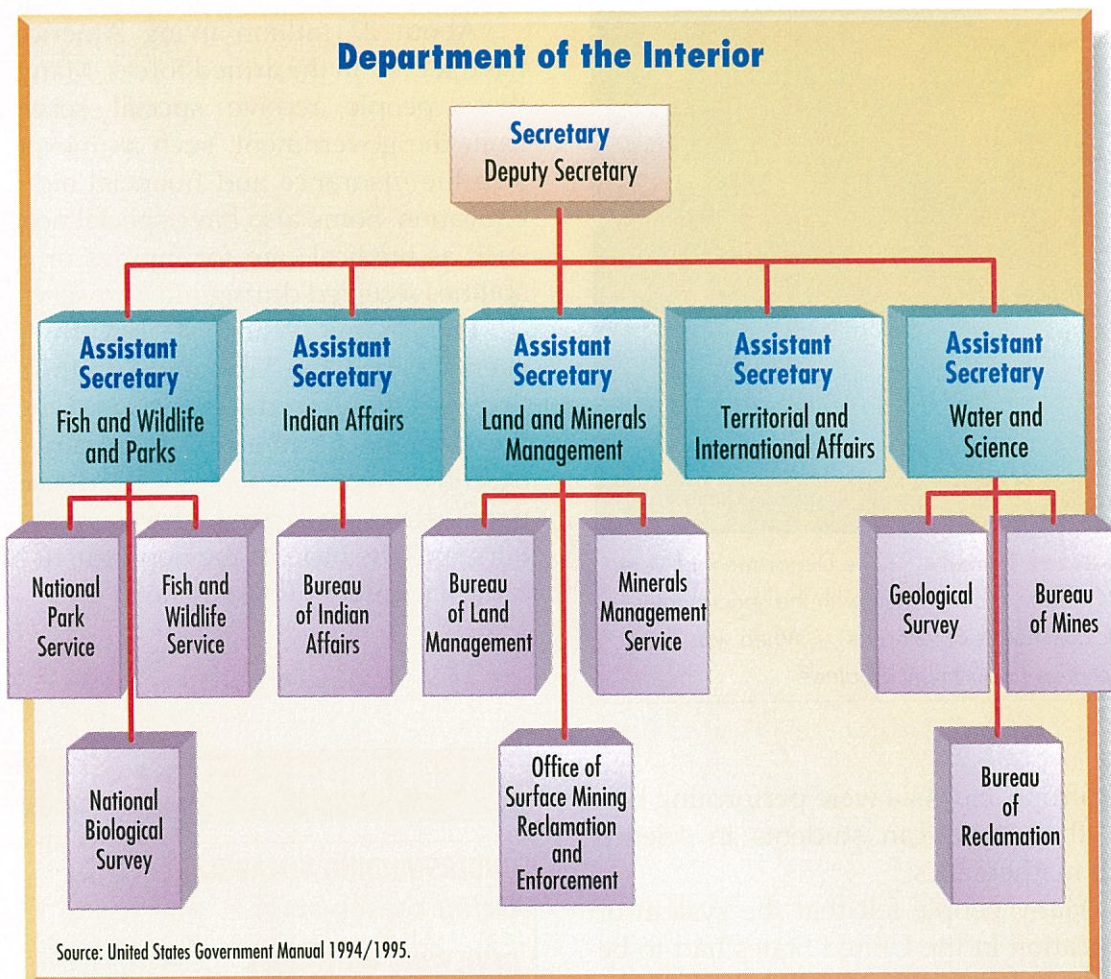 Department of the Interior
Secretary
Deputy Secretary
Assistant
Secretary
Fish and Wildlife
and Parks
Assistant
Secretary
Indian Affairs
Assistant
Secretary
Land and Minerals
Management
Assistant
Secretary
Territorial and
International Affairs
Assistant
Secretary
Water and
Science
National
Park
Service
Fish and
Wildlife
Service
Bureau
of Indian
Affairs
Bureau
of Land
Management
Minerals
Management
Service
Geological
Survey
Bureau
of Mines
National
Biological
Survey
Office of
Surface Mining
Reclamation
and
Enforcement
Bureau
of
Reclamation
Source: United States Government Manual 1994/1995.